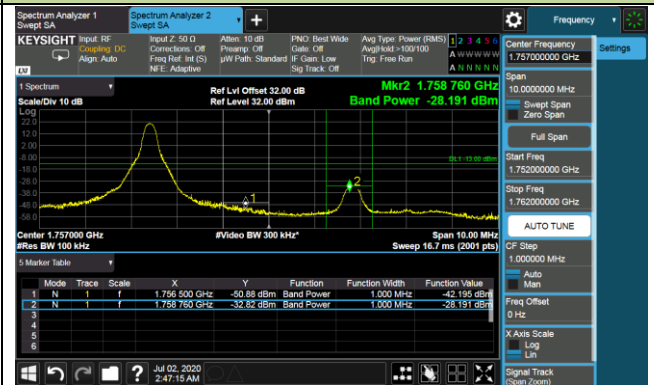 Spectrum Analyzer 1
Swept SA
Spectrum Analyzer 2
Swept SA
+
Frequency
KEYSIGHT
Input: RF
Coupling: DC
Align: Auto
Input Z: 50 Ω
Corrections: Off
Freq Ref: Int (S)
NFE: Adaptive
Atten: 10 dB
Preamp: Off
µW Path: Standard
PNO: Best Wide
Gate: Off
IF Gain: Low
Sig Track: Off
Avg Type: Power (RMS)
Avg|Hold:>100/100
Trig: Free Run
1 2 3 4 5 6
A W W W W W
A N N N N N
LXI
Center Frequency
1.757000000 GHz
Settings
Span
10.0000000 MHz
Swept Span
Zero Span
Full Span
Start Freq
1.752000000 GHz
Stop Freq
1.762000000 GHz
AUTO TUNE
CF Step
1.000000 MHz
Auto
Man
Freq Offset
0 Hz
X Axis Scale
Log
Lin
Signal Track
(Span Zoom)
1 Spectrum
Scale/Div 10 dB
Ref Lvl Offset 32.00 dB
Ref Level 32.00 dBm
Mkr2 1.758 760 GHz
Band Power -28.191 dBm
Log
22.0
12.0
2.00
-8.00
-18.0
-28.0
-38.0
-48.0
-58.0
DL1 -13.00 dBm
1
2
Center 1.757000 GHz
#Res BW 100 kHz
#Video BW 300 kHz*
Span 10.00 MHz
Sweep 16.7 ms (2001 pts)
5 Marker Table
Mode Trace Scale X Y Function Function Width Function Value
1 N 1 f 1.756 500 GHz -50.88 dBm Band Power 1.000 MHz -42.195 dBm
2 N 1 f 1.758 760 GHz -32.82 dBm Band Power 1.000 MHz -28.191 dBm
3
4
5
6
?
Jul 02, 2020
2:47:15 AM